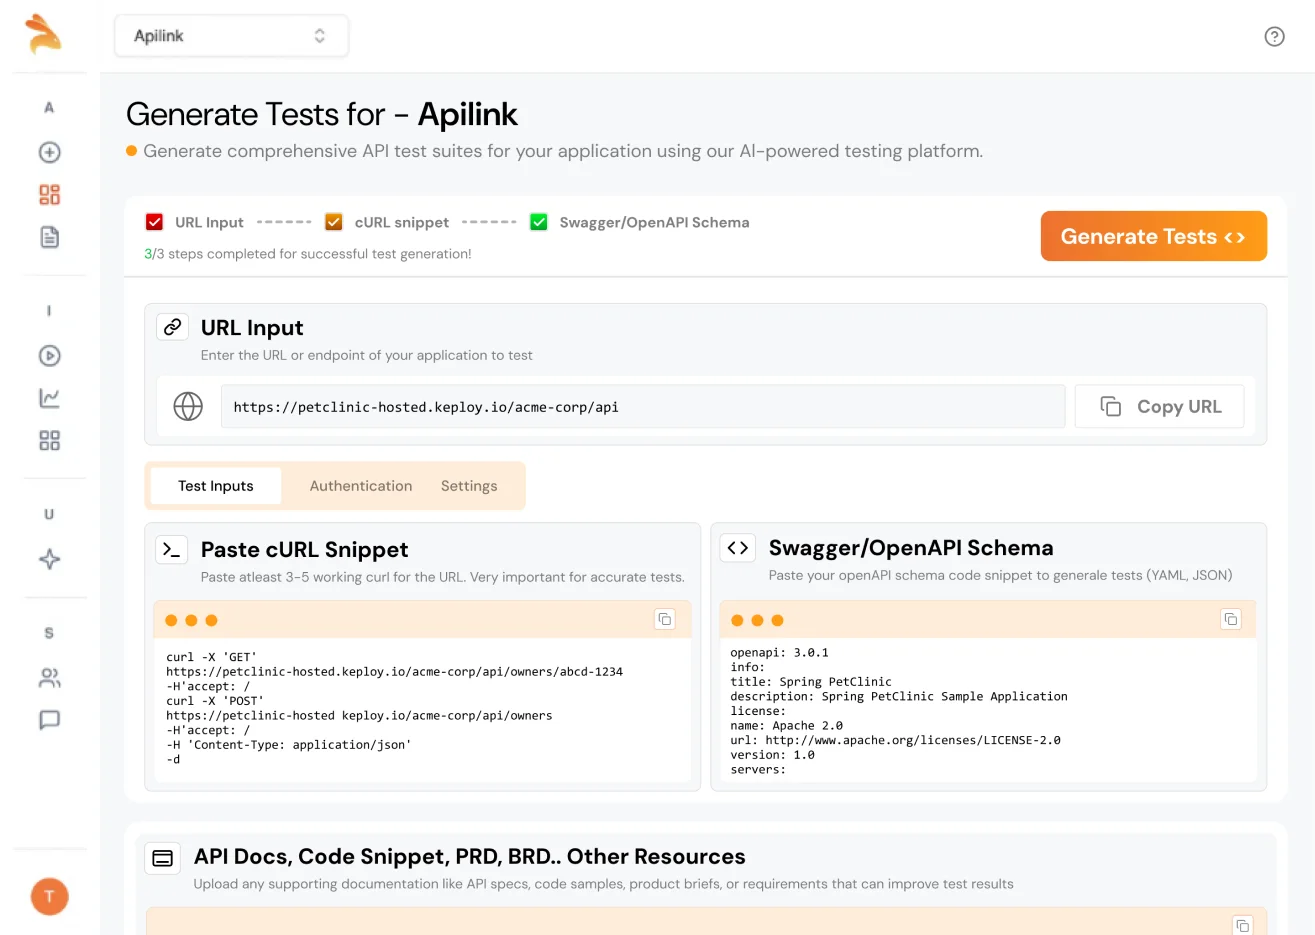 Apilink
A
I
U
S
T
Generate Tests for - Apilink
Generate comprehensive API test suites for your application using our AI-powered testing platform.
URL Input ------ cURL snippet ------ Swagger/OpenAPI Schema
3/3 steps completed for successful test generation!
Generate Tests <>
URL Input
Enter the URL or endpoint of your application to test
https://petclinic-hosted.keploy.io/acme-corp/api
Copy URL
Test Inputs Authentication Settings
Paste cURL Snippet
Paste atleast 3-5 working curl for the URL. Very important for accurate tests.
curl -X 'GET'
https://petclinic-hosted.keploy.io/acme-corp/api/owners/abcd-1234
-H'accept: /
curl -X 'POST'
https://petclinic-hosted keploy.io/acme-corp/api/owners
-H'accept: /
-H 'Content-Type: application/json'
-d
Swagger/OpenAPI Schema
Paste your openAPI schema code snippet to generale tests (YAML, JSON)
openapi: 3.0.1
info:
title: Spring PetClinic
description: Spring PetClinic Sample Application
license:
name: Apache 2.0
url: http://www.apache.org/licenses/LICENSE-2.0
version: 1.0
servers:
API Docs, Code Snippet, PRD, BRD.. Other Resources
Upload any supporting documentation like API specs, code samples, product briefs, or requirements that can improve test results